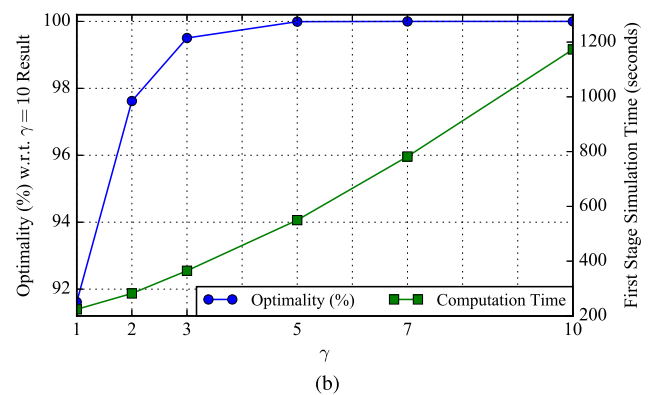 Optimality (%) w.r.t. γ = 10 Result
100
98
96
94
92
1200
1000
800
600
400
200
First Stage Simulation Time (seconds)
Optimality (%)
Computation Time
1 2 3 5 7 10
γ
(b)